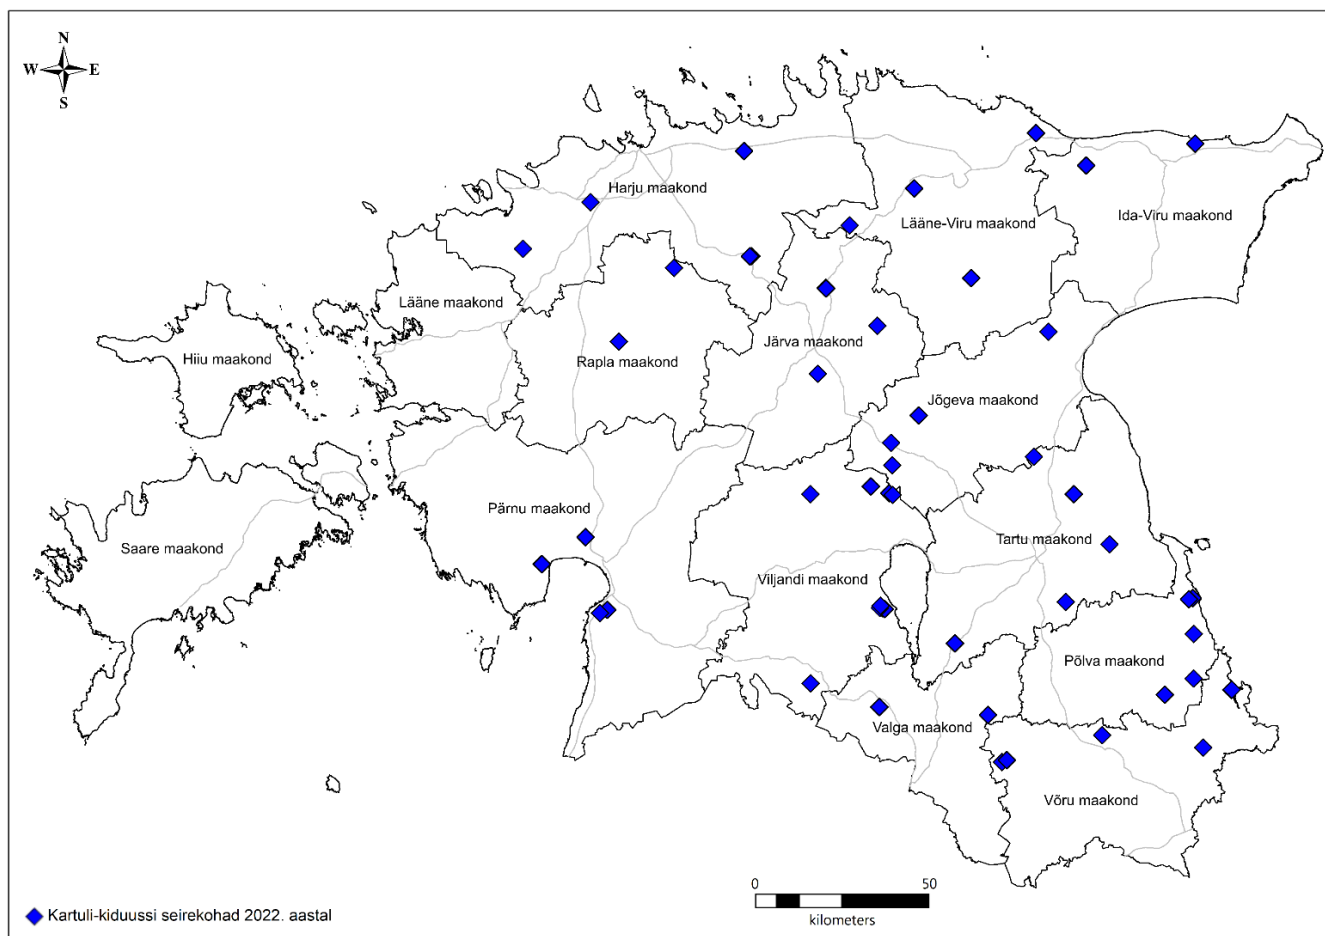 N
W E
S
Harju maakond
Lääne-Viru maakond
Ida-Viru maakond
Lääne maakond
Hiiu maakond
Rapla maakond
Järva maakond
Jõgeva maakond
Pärnu maakond
Saare maakond
Tartu maakond
Viljandi maakond
Põlva maakond
Valga maakond
Võru maakond
0 50
kilometers
Kartuli-kiduussi seirekohad 2022. aastal